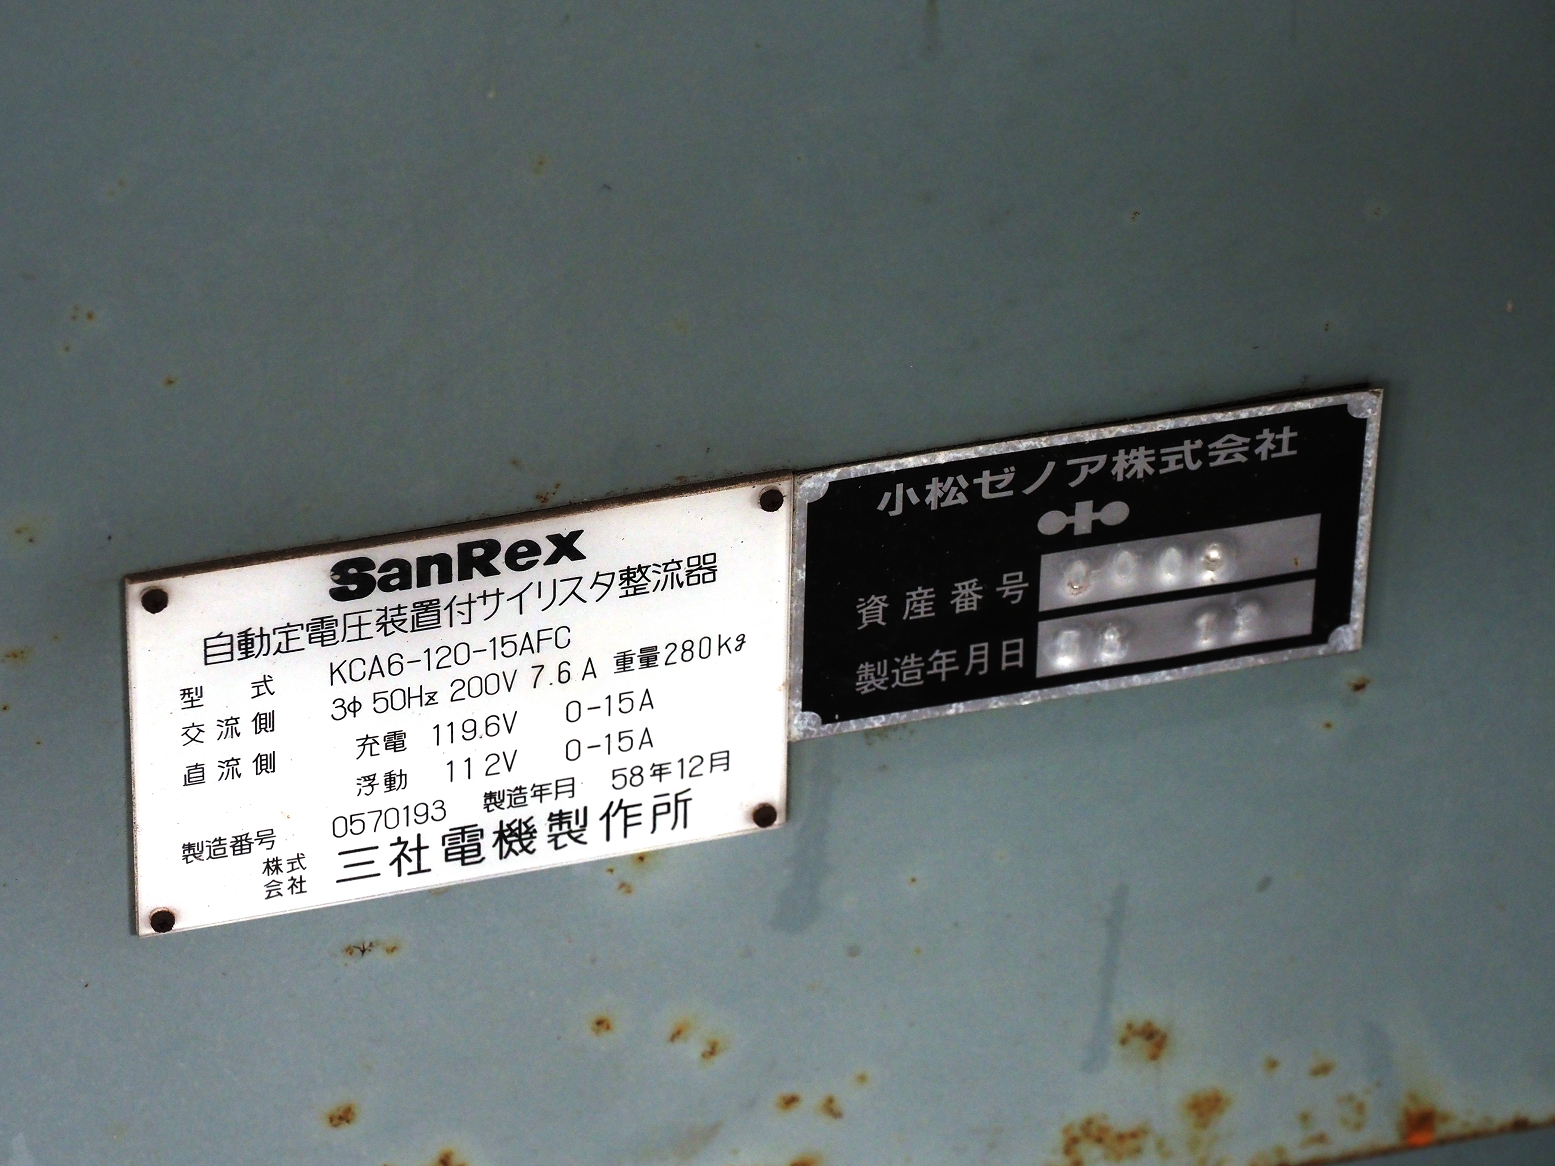 SanRex
自動定電圧装置付サイリスタ整流器
型式 KCA6-120-15AFC
交流側 3φ 50Hz 200V 7.6A 重量280kg
直流側 充電 119.6V 0-15A
浮動 112V 0-15A
製造番号 0570193 製造年月 58年12月
株式会社 三社電機製作所
小松ゼノア株式会社
資産番号
製造年月日